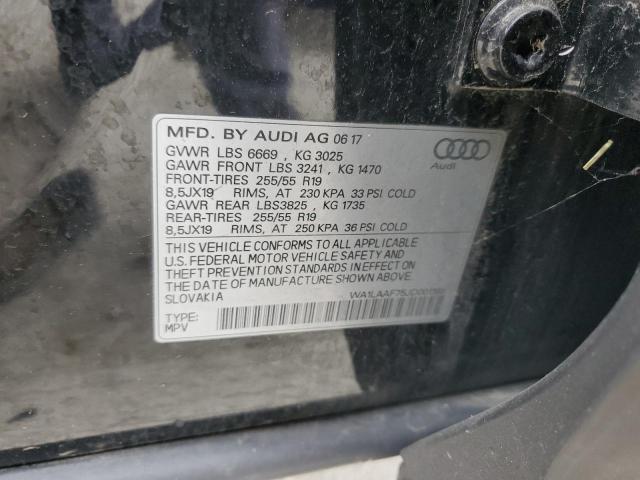 MFD. BY AUDI AG 06 17
GVWR LBS 6669 , KG 3025
GAWR FRONT LBS 3241 , KG 1470
FRONT-TIRES 255/55 R19
8,5JX19 RIMS, AT 230 KPA 33 PSI COLD
GAWR REAR LBS3825 , KG 1735
REAR-TIRES 255/55 R19
8,5JX19 RIMS, AT 250 KPA 36 PSI COLD
Audi
THIS VEHICLE CONFORMS TO ALL APPLICABLE
U.S. FEDERAL MOTOR VEHICLE SAFETY AND
THEFT PREVENTION STANDARDS IN EFFECT ON
THE DATE OF MANUFACTURE SHOWN ABOVE
SLOVAKIA
TYPE:
MPV